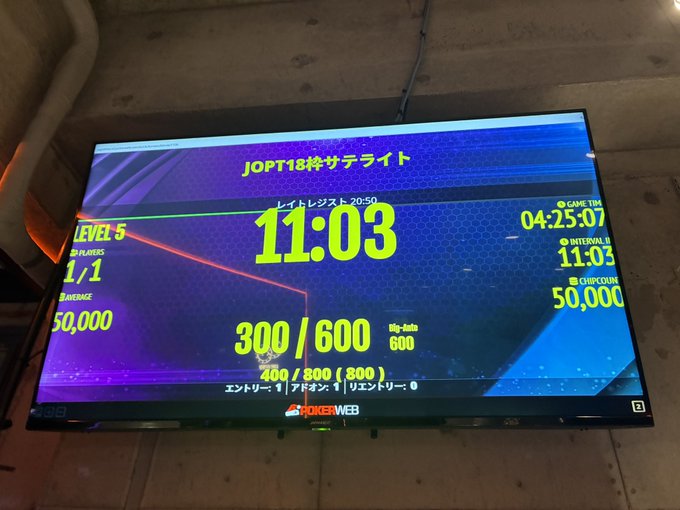 JOPT18枠サテライト
レイトレジスト 20:50
11:03
LEVEL 5
PLAYERS
1/1
AVERAGE
50,000
GAME TIM
04:25:07
INTERVAL I
11:03
CHIPCOUN
50,000
300 / 600
Big-Ante
600
400 / 800 ( 800 )
エントリー: 1 | アドオン: 1 | リエントリー: 0
POKERWEB
2